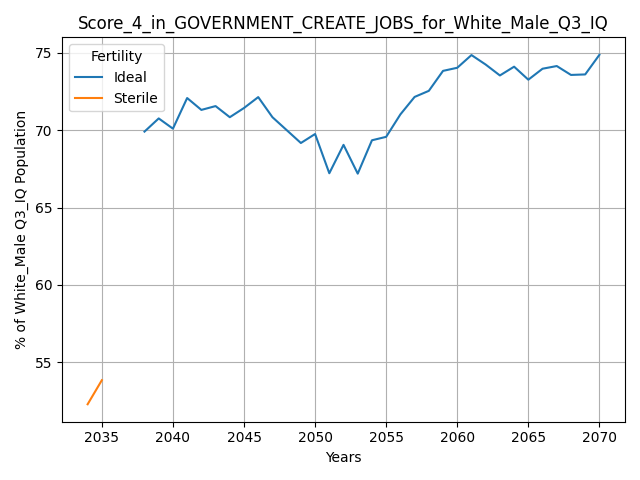 Score_4_in_GOVERNMENT_CREATE_JOBS_for_White_Male_Q3_IQ
Fertility
Ideal
Sterile
75
70
65
60
55
% of White_Male Q3_IQ Population
2035 2040 2045 2050 2055 2060 2065 2070
Years